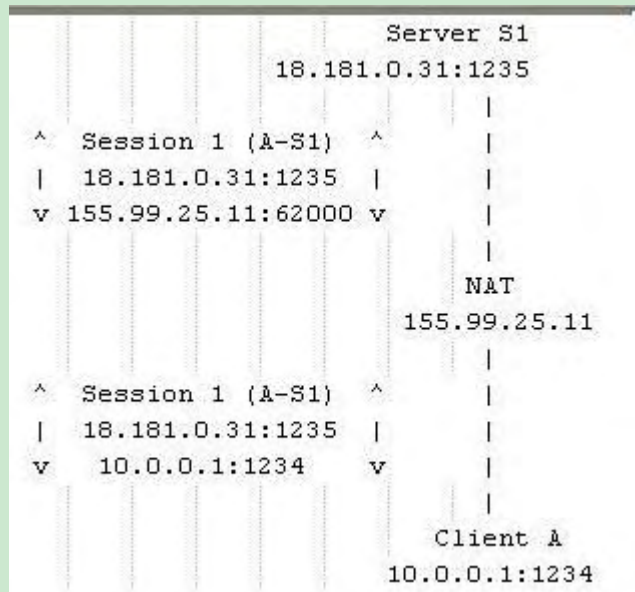 Server S1
18.181.0.31:1235
|
^ Session 1 (A-S1) ^ |
| 18.181.0.31:1235 | |
v 155.99.25.11:62000 v |
|
NAT
155.99.25.11
|
^ Session 1 (A-S1) ^ |
| 18.181.0.31:1235 | |
v 10.0.0.1:1234 v |
|
Client A
10.0.0.1:1234